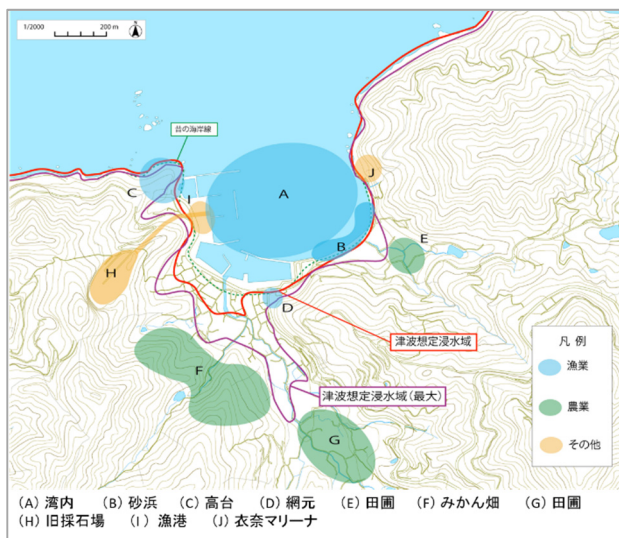 1/2000
200 m
N
昔の海岸線
C
I
A
J
B
E
H
D
津波想定浸水域
F
津波想定浸水域(最大)
G
凡 例
漁業
農業
その他
(A) 湾内 (B) 砂浜 (C) 高台 (D) 網元 (E) 田圃 (F) みかん畑 (G) 田圃
(H) 旧採石場 (I) 漁港 (J) 衣奈マリーナ